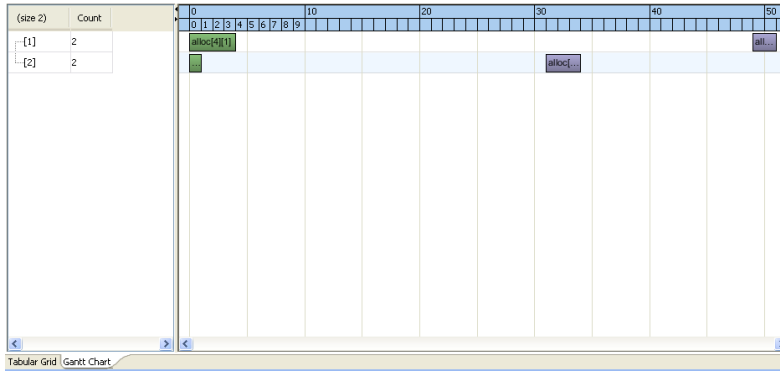 (size 2) Count
0 10 20 30 40 50
0 1 2 3 4 5 6 7 8 9
[1] 2 alloc[4][1] all...
[2] 2 ... alloc[...
Tabular Grid Gantt Chart